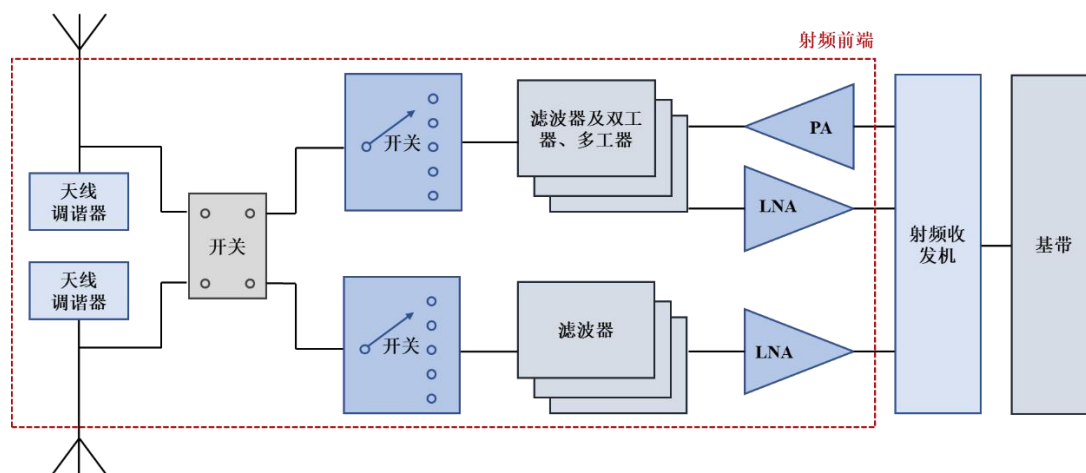 射频前端
天线
调谐器
天线
调谐器
开关
开关
滤波器及双工
器、多工器
PA
LNA
开关
滤波器
LNA
射频收
发机
基带